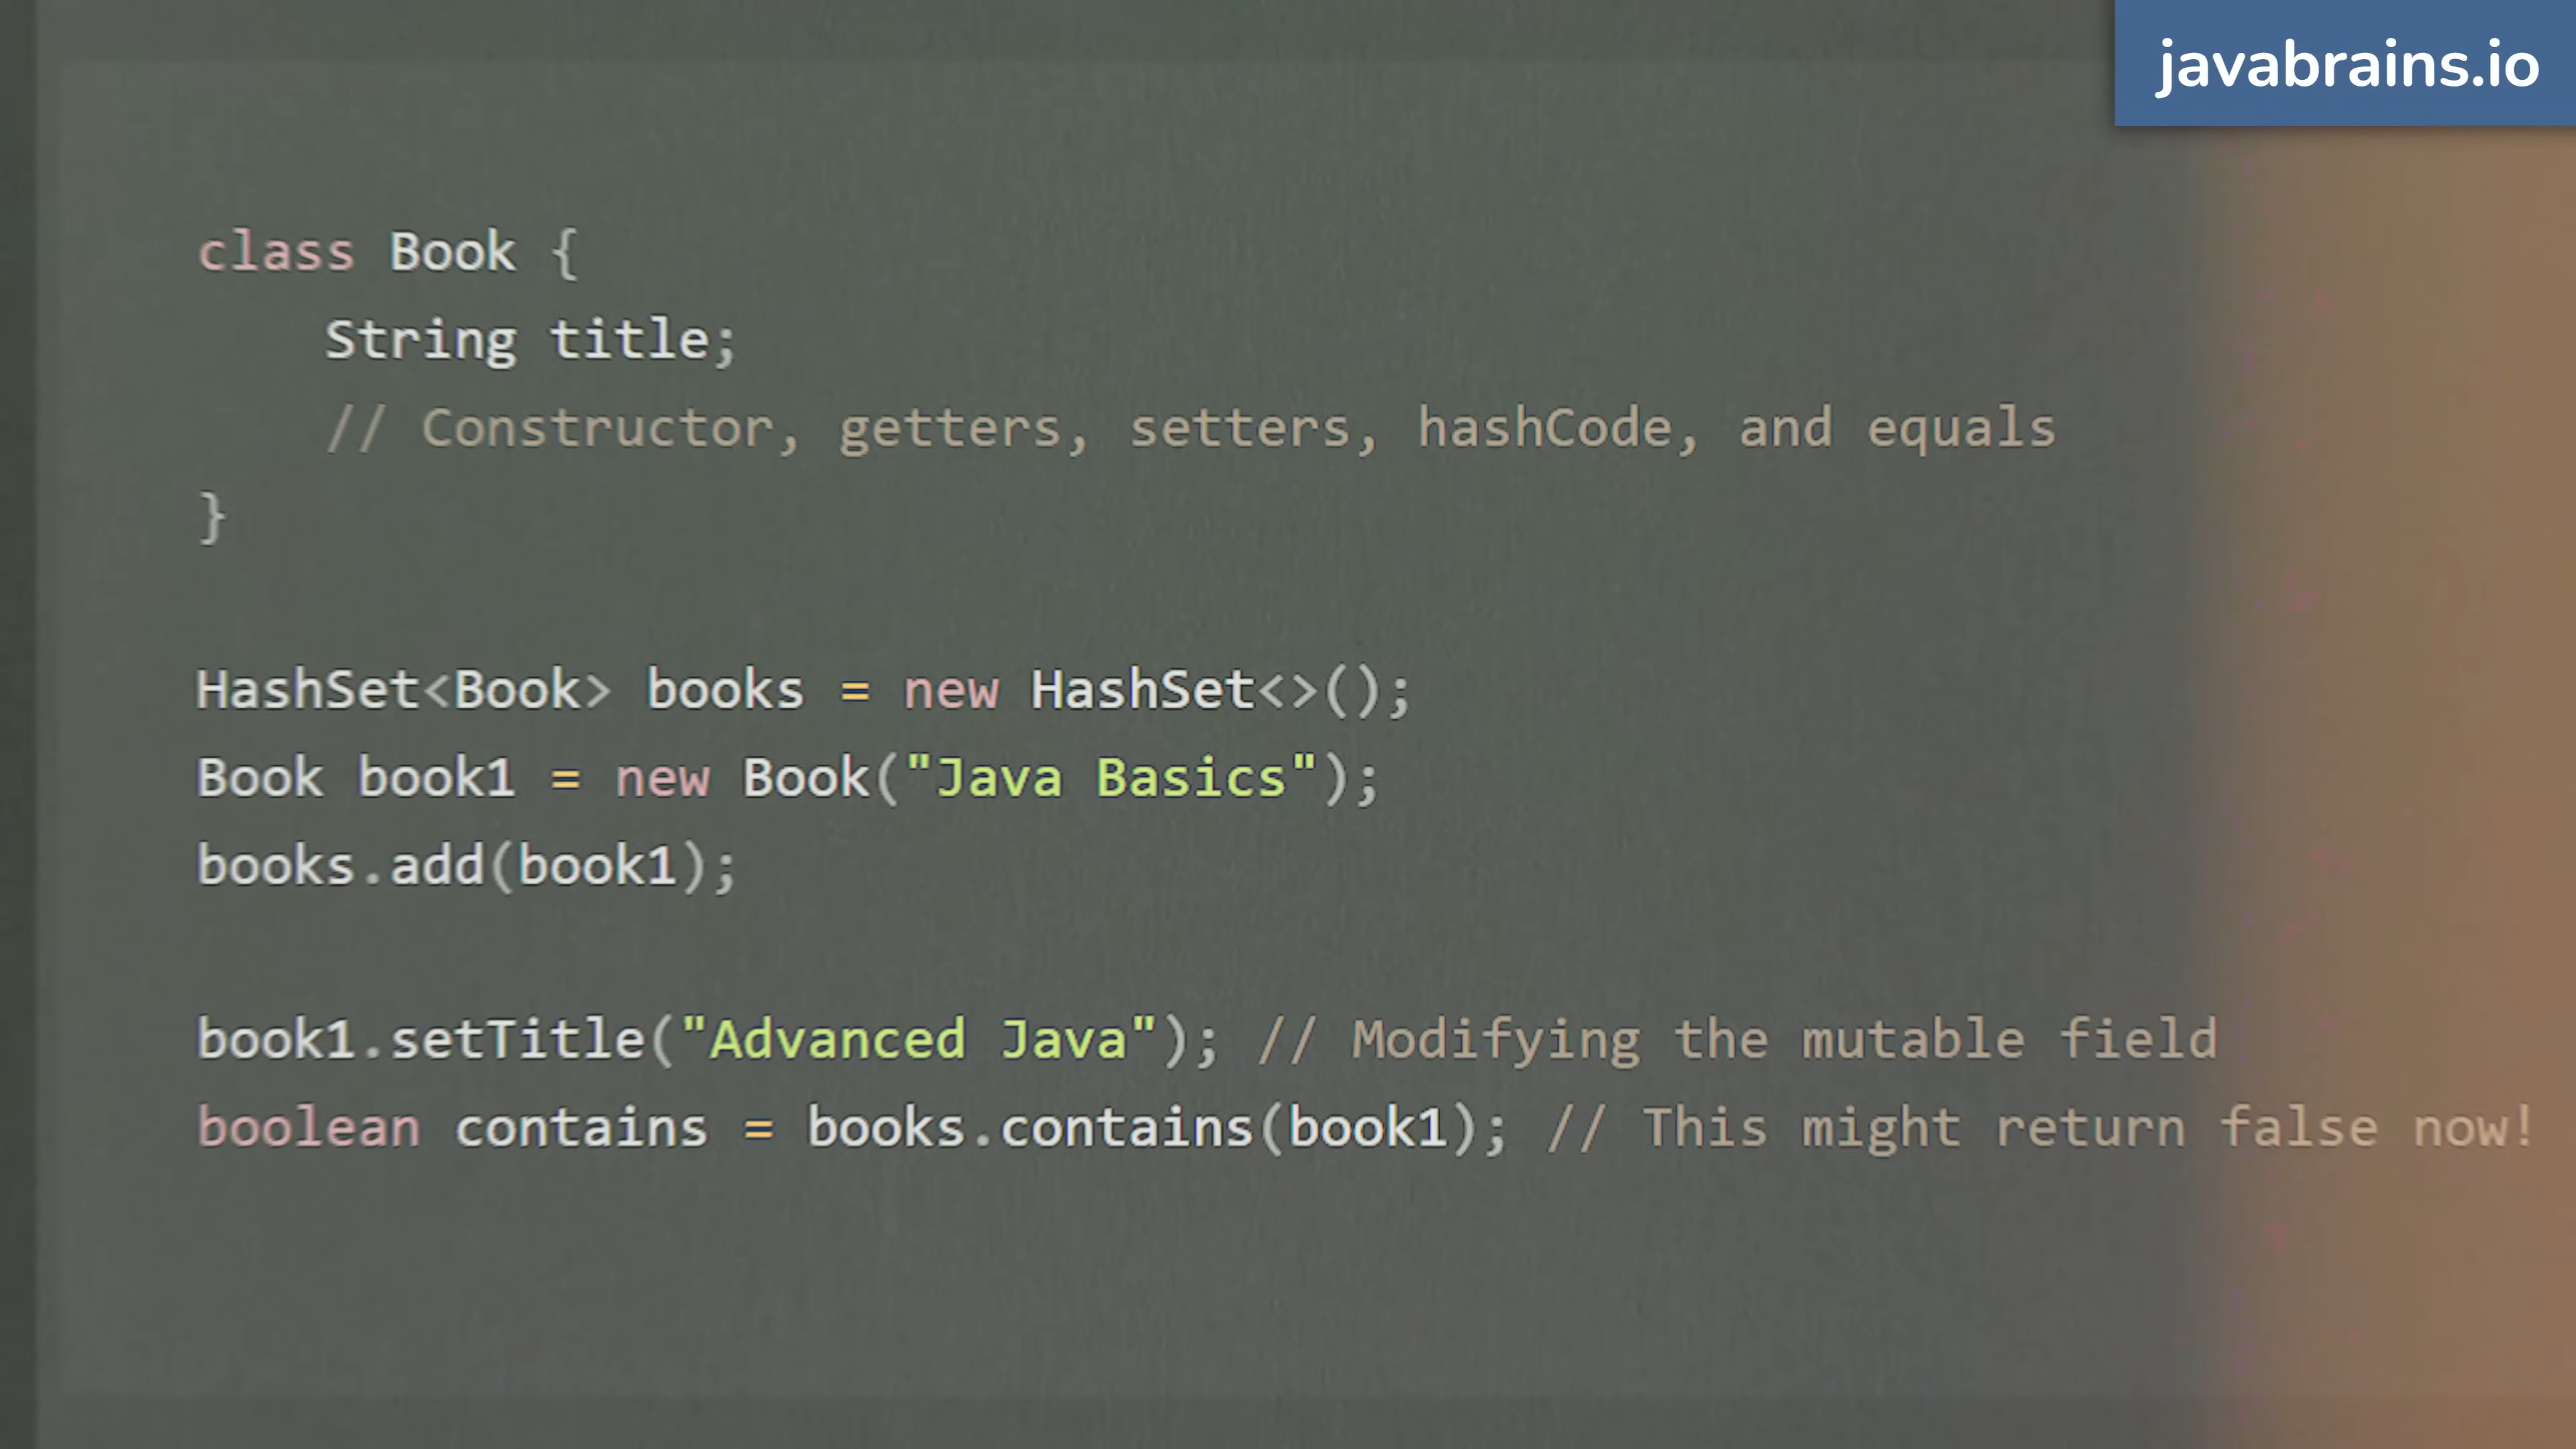 javabrains.io
class Book {
    String title;
    // Constructor, getters, setters, hashCode, and equals
}
HashSet<Book> books = new HashSet<>();
Book book1 = new Book("Java Basics");
books.add(book1);
book1.setTitle("Advanced Java"); // Modifying the mutable field
boolean contains = books.contains(book1); // This might return false now!